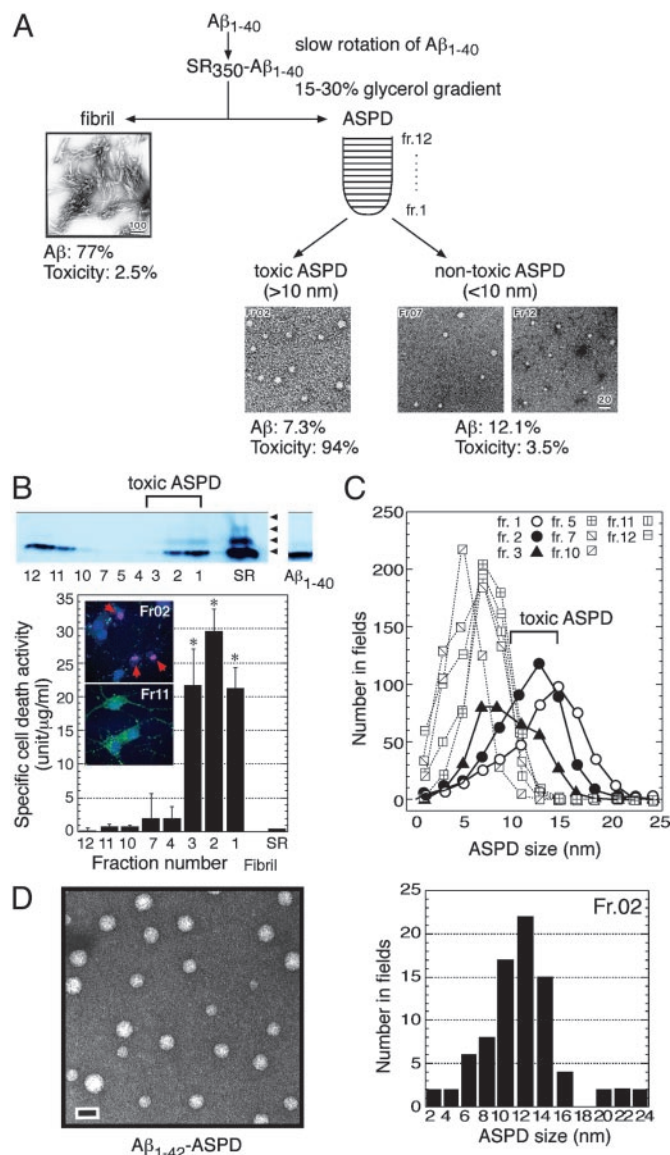 A
Aβ1-40
slow rotation of Aβ1-40
SR350-Aβ1-40
15-30% glycerol gradient
fibril
ASPD
fr.12
fr.1
100
Aβ: 77%
Toxicity: 2.5%
toxic ASPD
(>10 nm)
non-toxic ASPD
(<10 nm)
Fr02
Fr07
Fr12
20
Aβ: 7.3%
Toxicity: 94%
Aβ: 12.1%
Toxicity: 3.5%
B
toxic ASPD
12 11 10 7 5 4 3 2 1 SR Aβ1-40
Specific cell death activity
(unit/μg/ml)
35
30
25
20
15
10
5
0
Fr02
Fr11
* * *
12 11 10 7 4 3 2 1 SR
Fraction number Fibril
C
Number in fields
250
200
150
100
50
0
fr. 1 fr. 5 fr.11
fr. 2 fr. 7 fr.12
fr. 3 fr.10
toxic ASPD
0 5 10 15 20 25
ASPD size (nm)
D
Aβ1-42-ASPD
Number in fields
25
20
15
10
5
0
Fr.02
2 4 6 8 10 12 14 16 20 22 24
ASPD size (nm)